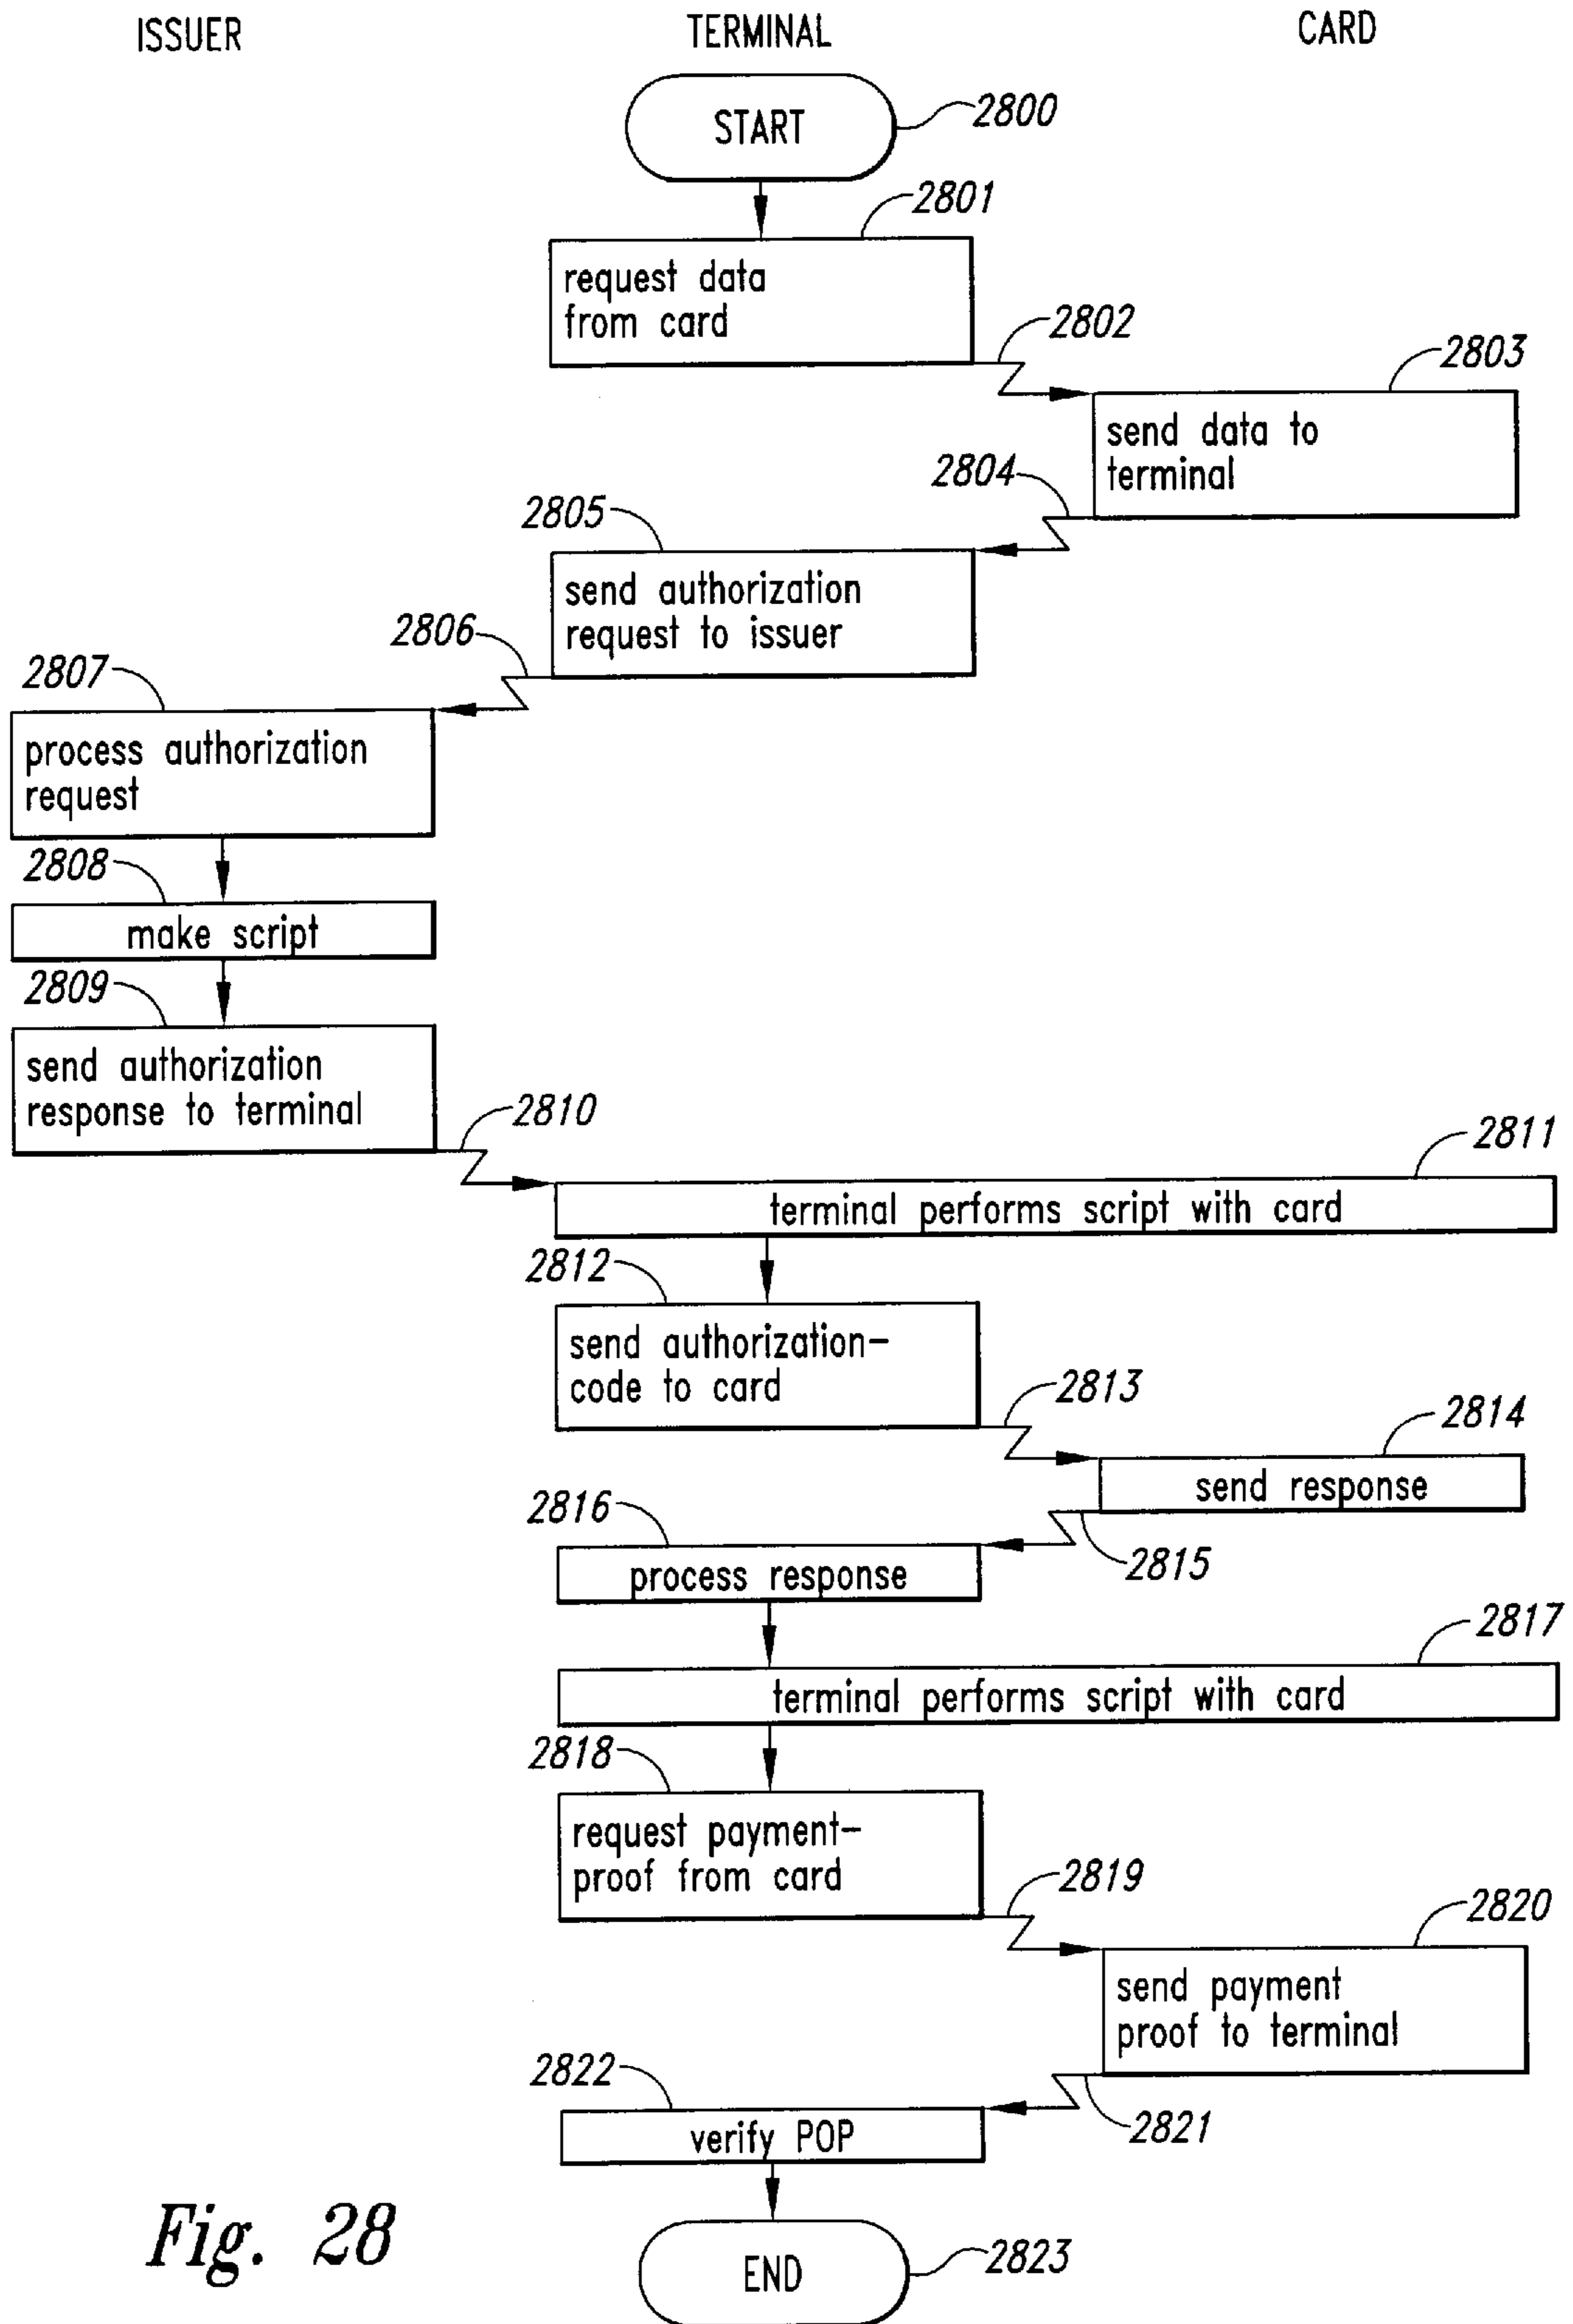 ISSUER
TERMINAL
CARD
START
2800
2801
request data
from card
2802
2803
send data to
terminal
2804
2805
send authorization
request to issuer
2806
2807
process authorization
request
2808
make script
2809
send authorization
response to terminal
2810
2811
terminal performs script with card
2812
send authorization-
code to card
2813
2814
send response
2815
2816
process response
2817
terminal performs script with card
2818
request payment-
proof from card
2819
2820
send payment
proof to terminal
2821
2822
verify POP
END
2823
Fig. 28